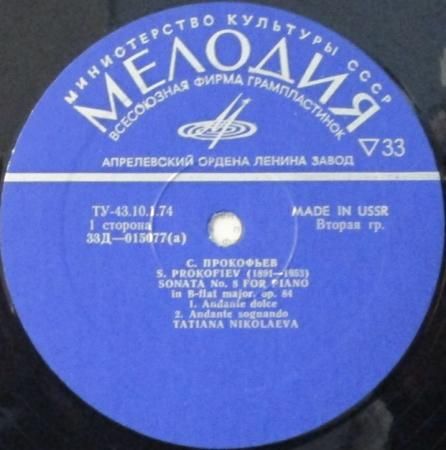 МИНИСТЕРСТВО КУЛЬТУРЫ СССР
МЕЛОДИЯ
ВСЕСОЮЗНАЯ ФИРМА ГРАМПЛАСТИНОК
▽33
АПРЕЛЕВСКИЙ ОРДЕНА ЛЕНИНА ЗАВОД
ТУ-43.10.1.74
MADE IN USSR
1 сторона
Вторая гр.
33Д—015077(а)
С. ПРОКОФЬЕВ
S. PROKOFIEV (1891—1953)
SONATA No. 8 FOR PIANO
in B-flat major, op. 84
1. Andante dolce
2. Andante sognando
TATIANA NIKOLAEVA